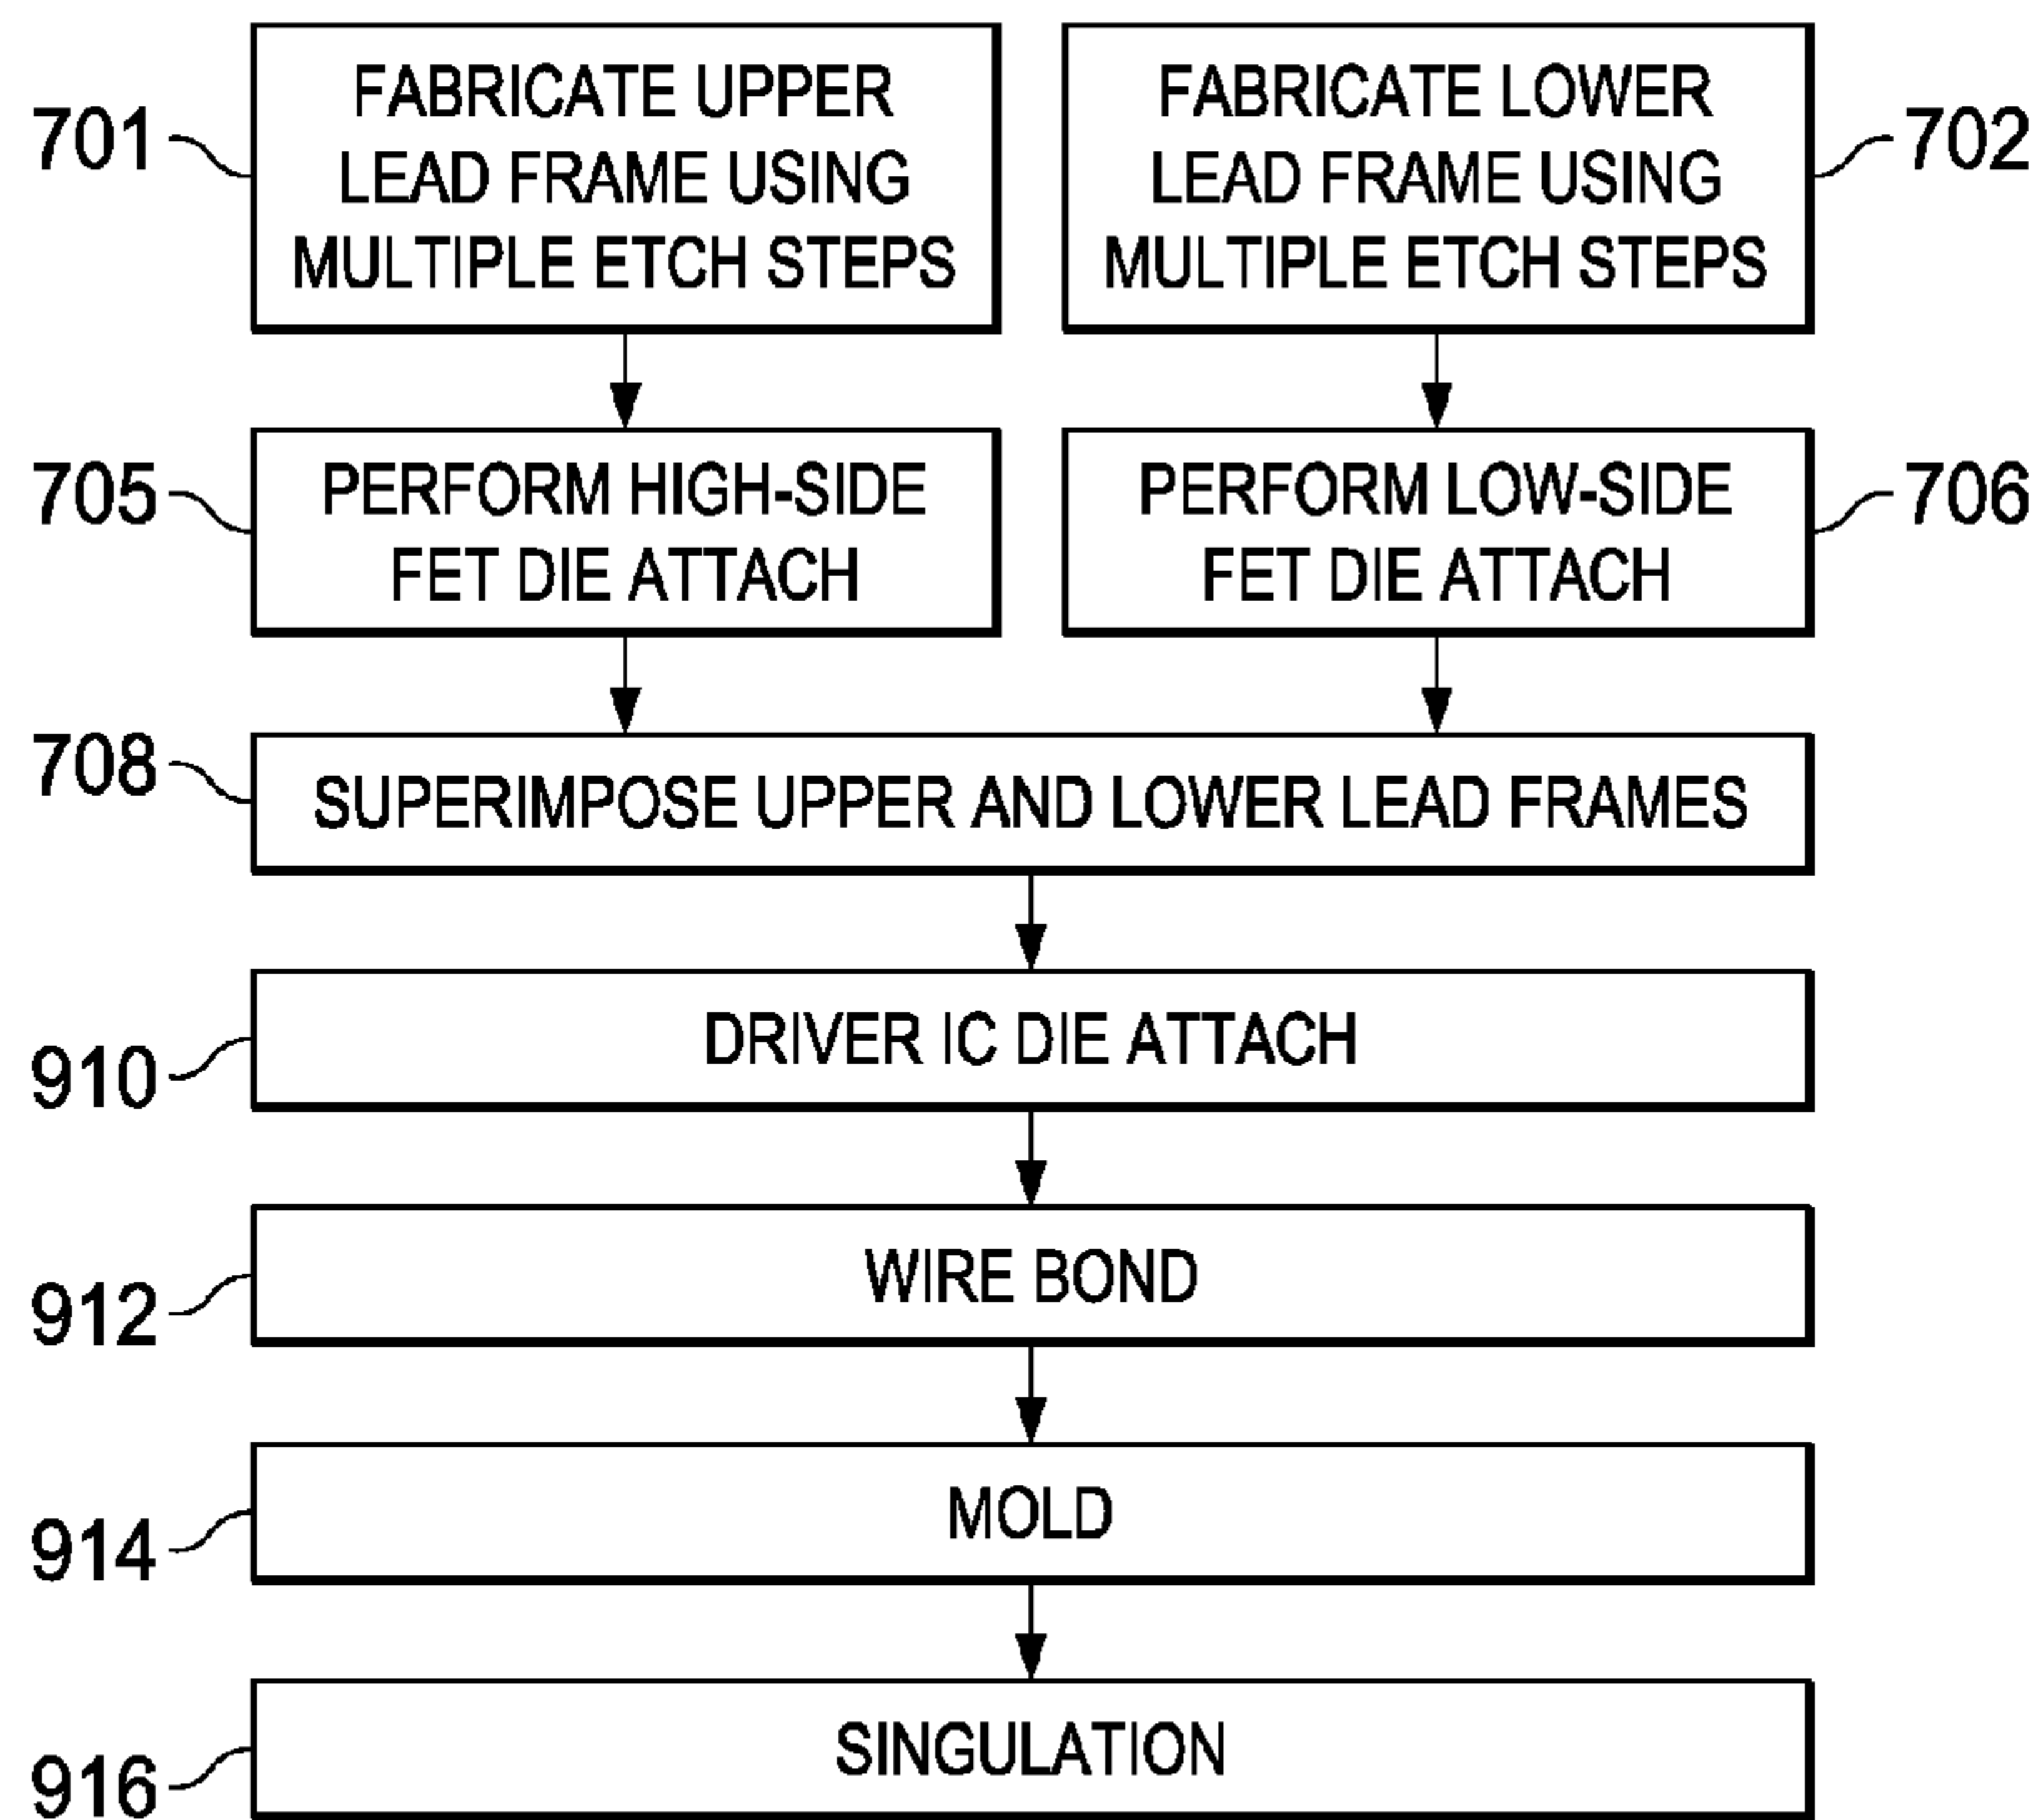 701
FABRICATE UPPER
LEAD FRAME USING
MULTIPLE ETCH STEPS
FABRICATE LOWER
LEAD FRAME USING
MULTIPLE ETCH STEPS
702
705
PERFORM HIGH-SIDE
FET DIE ATTACH
PERFORM LOW-SIDE
FET DIE ATTACH
706
708
SUPERIMPOSE UPPER AND LOWER LEAD FRAMES
910
DRIVER IC DIE ATTACH
912
WIRE BOND
914
MOLD
916
SINGULATION